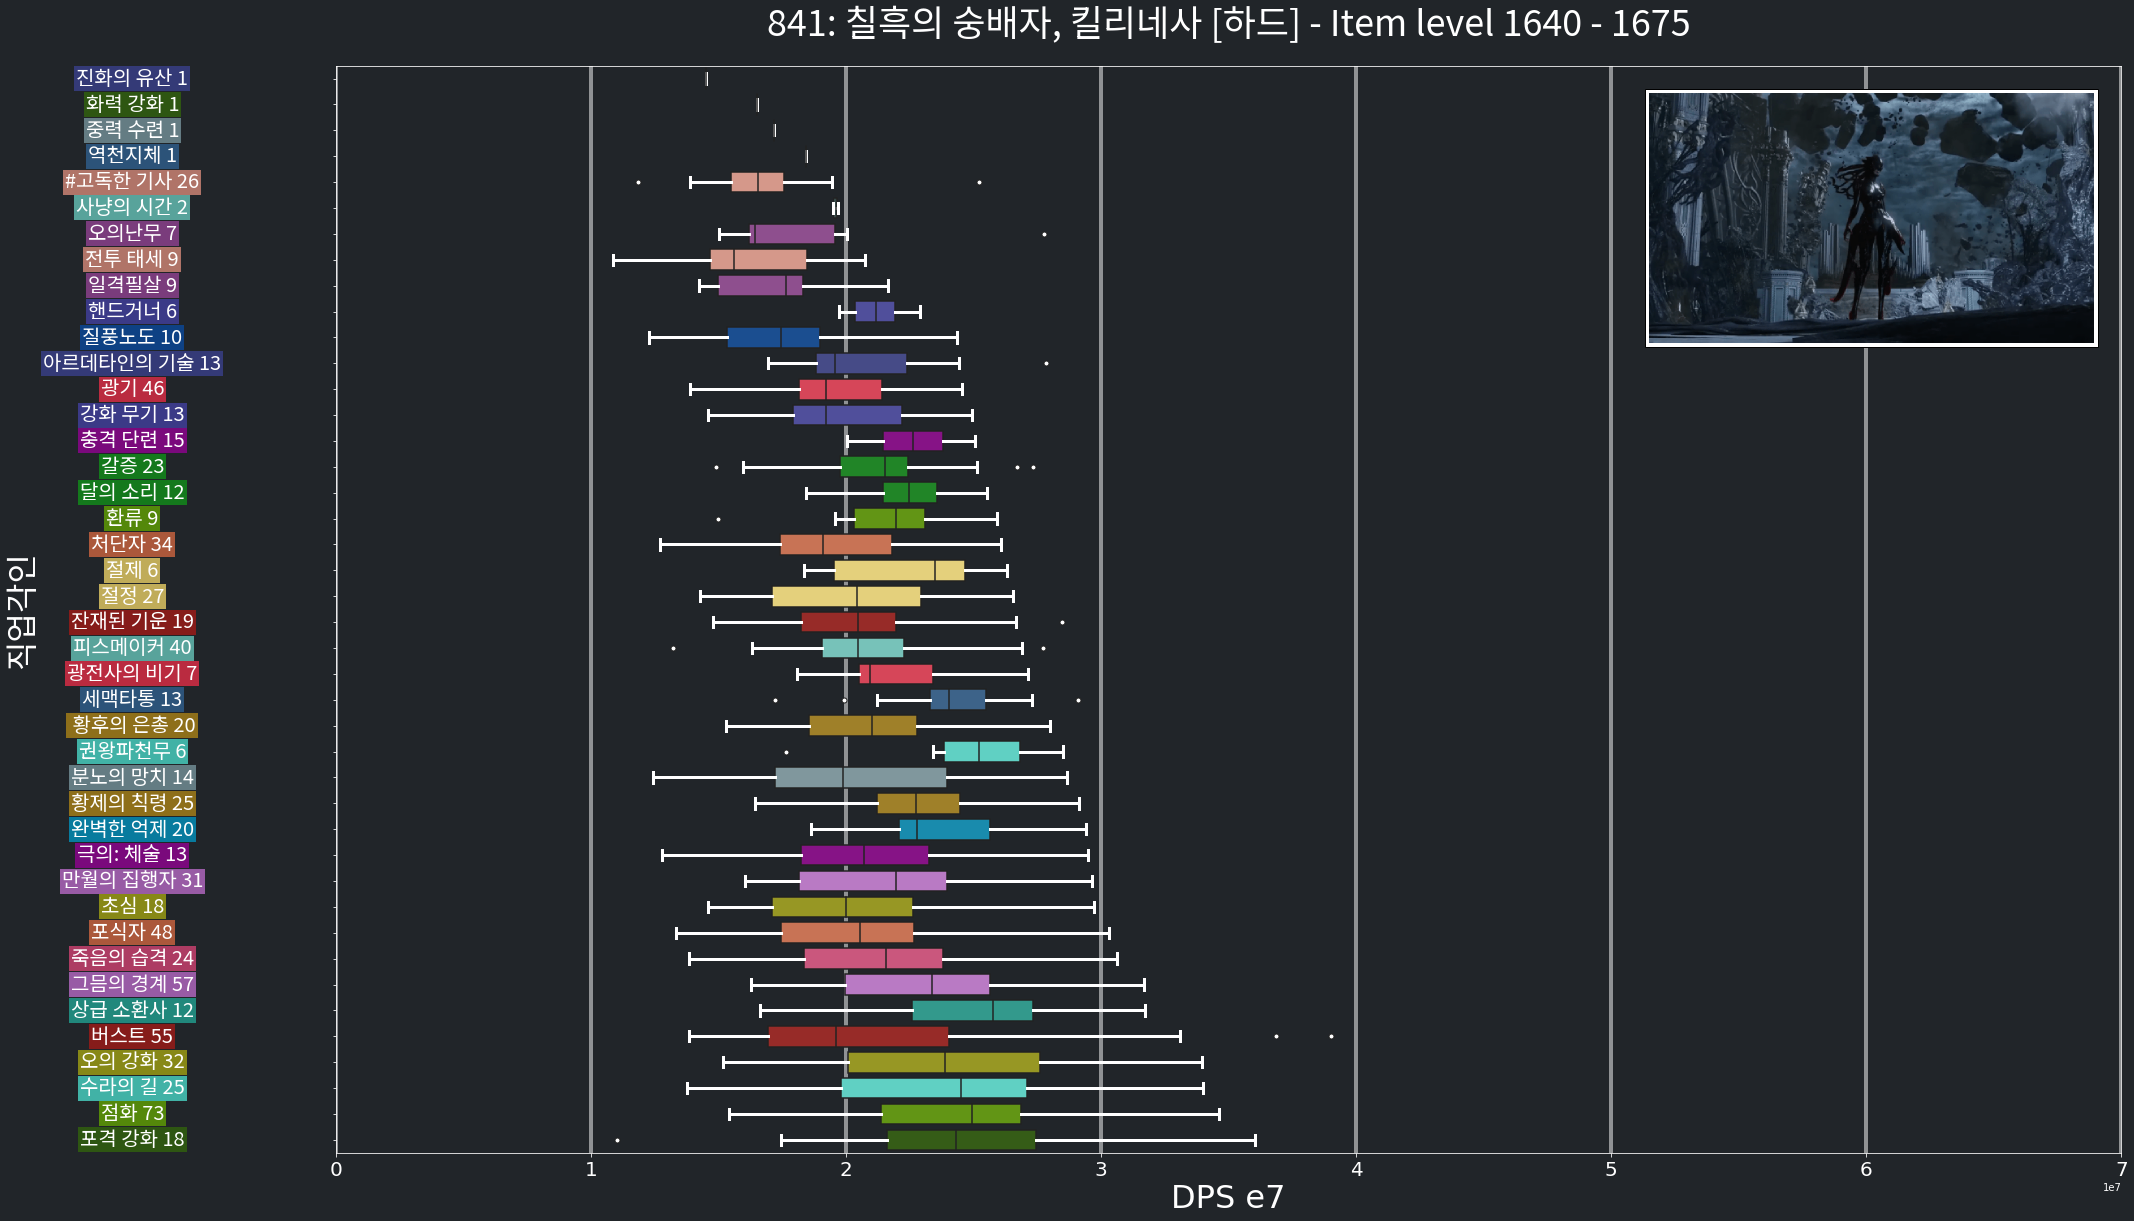 841: 칠흑의 숭배자, 킬리네사 [하드] - Item level 1640 - 1675
직업각인
진화의 유산 1
화력 강화 1
중력 수련 1
역천지체 1
#고독한 기사 26
사냥의 시간 2
오의난무 7
전투 태세 9
일격필살 9
핸드거너 6
질풍노도 10
아르데타인의 기술 13
광기 46
강화 무기 13
충격 단련 15
갈증 23
달의 소리 12
환류 9
처단자 34
절제 6
절정 27
잔재된 기운 19
피스메이커 40
광전사의 비기 7
세맥타통 13
황후의 은총 20
권왕파천무 6
분노의 망치 14
황제의 칙령 25
완벽한 억제 20
극의: 체술 13
만월의 집행자 31
초심 18
포식자 48
죽음의 습격 24
그믐의 경계 57
상급 소환사 12
버스트 55
오의 강화 32
수라의 길 25
점화 73
포격 강화 18
0 1 2 3 4 5 6 7
1e7
DPS e7